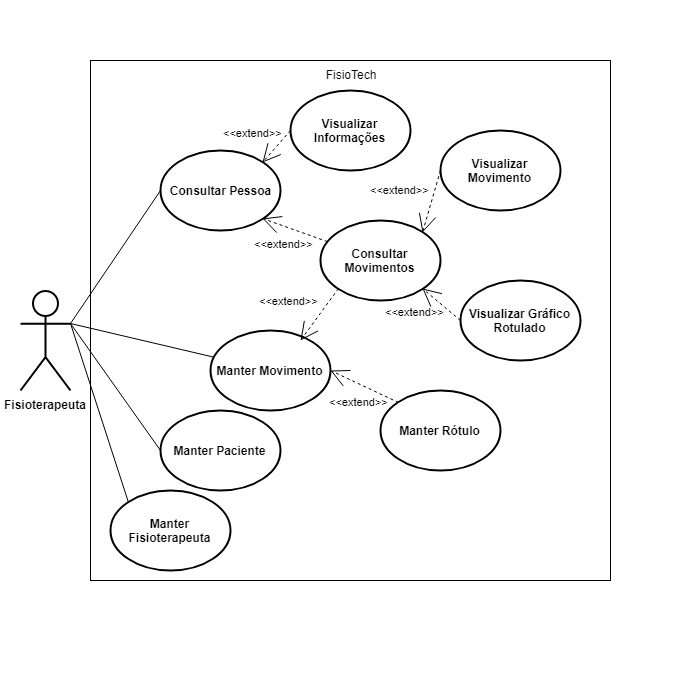 FisioTech
Visualizar
Informações
<<extend>>
Visualizar
Movimento
Consultar Pessoa
<<extend>>
<<extend>>
Consultar
Movimentos
<<extend>>
<<extend>>
Visualizar Gráfico
Rotulado
Manter Movimento
Fisioterapeuta
<<extend>>
Manter Rótulo
Manter Paciente
Manter
Fisioterapeuta